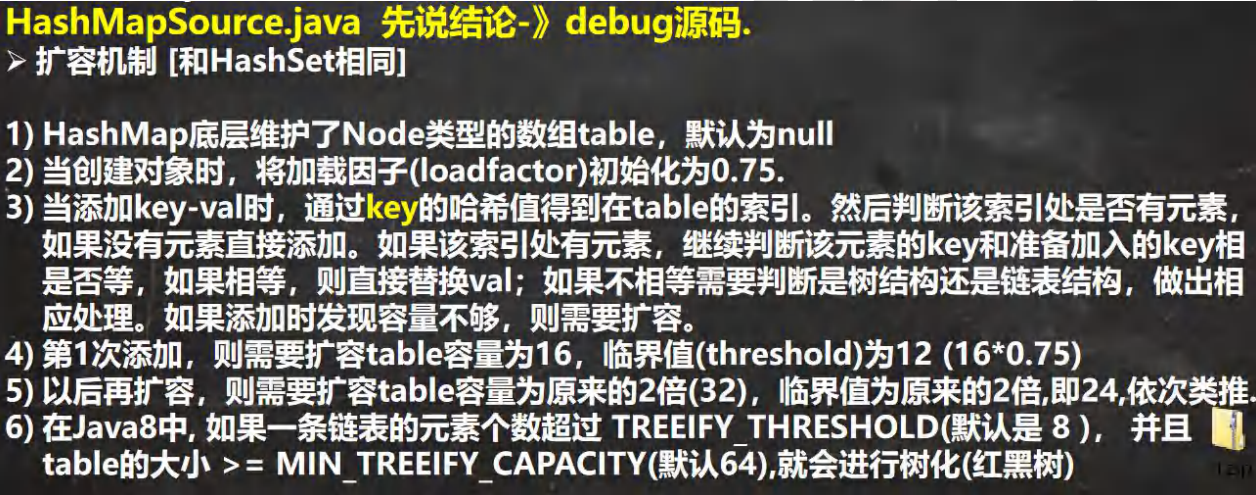 HashMapSource.java 先说结论-》debug源码.
➢ 扩容机制 [和HashSet相同]
1) HashMap底层维护了Node类型的数组table，默认为null
2) 当创建对象时，将加载因子(loadfactor)初始化为0.75.
3) 当添加key-val时，通过key的哈希值得到在table的索引。然后判断该索引处是否有元素，
如果没有元素直接添加。如果该索引处有元素，继续判断该元素的key和准备加入的key相
是否等，如果相等，则直接替换val；如果不相等需要判断是树结构还是链表结构，做出相
应处理。如果添加时发现容量不够，则需要扩容。
4) 第1次添加，则需要扩容table容量为16，临界值(threshold)为12 (16*0.75)
5) 以后再扩容，则需要扩容table容量为原来的2倍(32)，临界值为原来的2倍,即24,依次类推.
6) 在Java8中, 如果一条链表的元素个数超过 TREEIFY_THRESHOLD(默认是 8 )， 并且
table的大小 >= MIN_TREEIFY_CAPACITY(默认64),就会进行树化(红黑树)